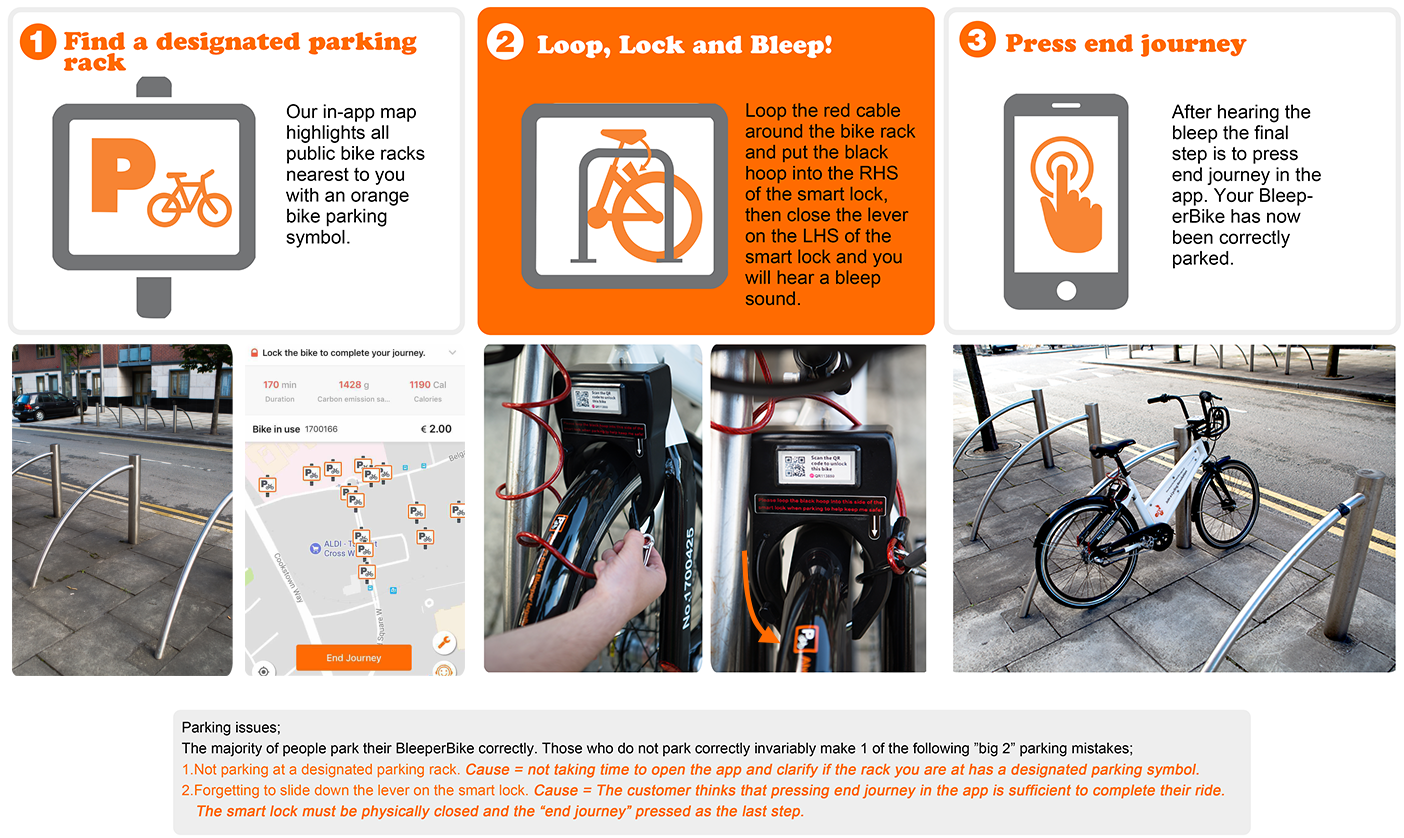 1 Find a designated parking
rack
P
Our in-app map
highlights all
public bike racks
nearest to you
with an orange
bike parking
symbol.
2 Loop, Lock and Bleep!
Loop the red cable
around the bike rack
and put the black
hoop into the RHS
of the smart lock,
then close the lever
on the LHS of the
smart lock and you
will hear a bleep
sound.
3 Press end journey
After hearing the
bleep the final
step is to press
end journey in the
app. Your Bleep-
erBike has now
been correctly
parked.
Lock the bike to complete your journey.
170 min 1428 g 1190 Cal
Duration Carbon emission sa... Calories
Bike in use 1700166 € 2.00
Belga
ALDI - T
Cross W
Cookstown Way
Square W
End Journey
Scan the QR
code to unlock
this bike
No.1700425
Scan the QR
code to unlock
this bike
Please loop the black hoop into this side of the
smart lock when parking to help keep me safe!
P
Parking issues;
The majority of people park their BleeperBike correctly. Those who do not park correctly invariably make 1 of the following ”big 2” parking mistakes;
1.Not parking at a designated parking rack. Cause = not taking time to open the app and clarify if the rack you are at has a designated parking symbol.
2.Forgetting to slide down the lever on the smart lock. Cause = The customer thinks that pressing end journey in the app is sufficient to complete their ride.
The smart lock must be physically closed and the “end journey” pressed as the last step.